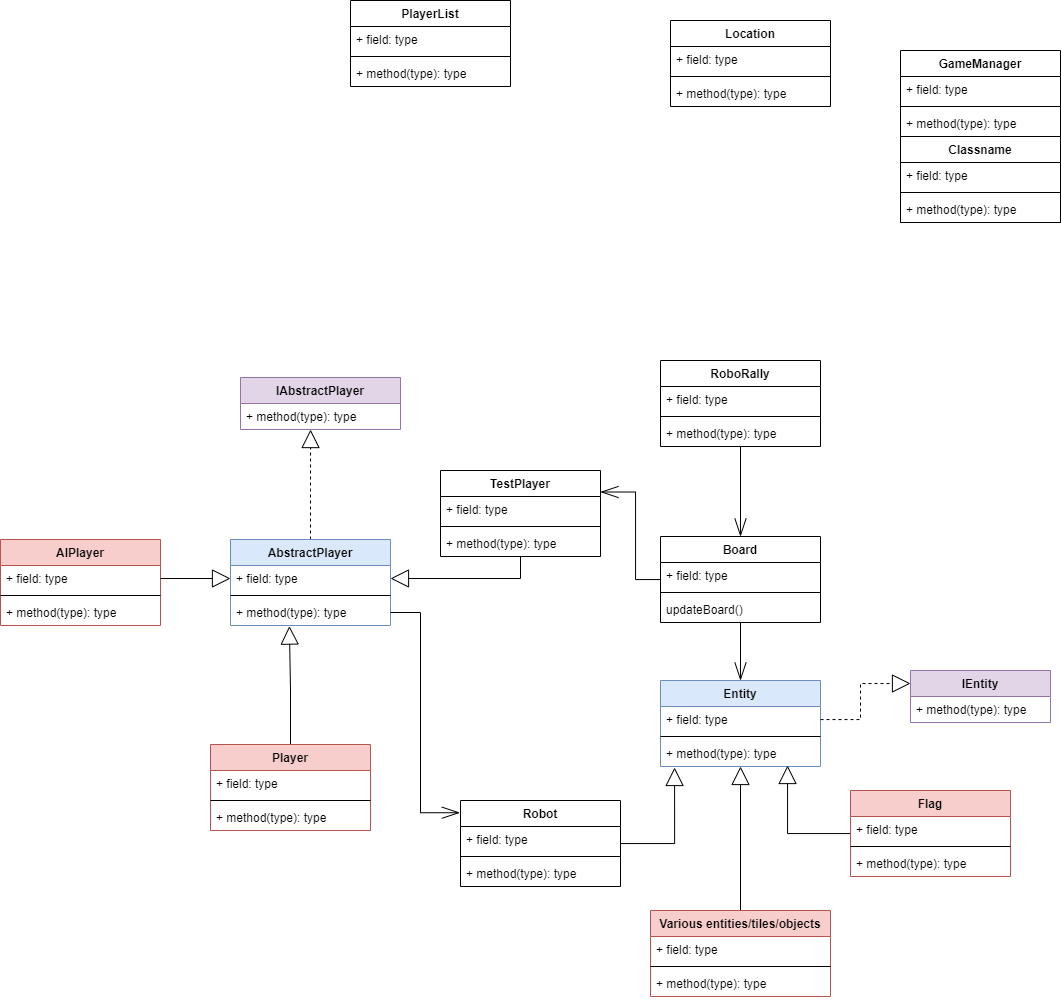 PlayerList
+ field: type
+ method(type): type
Location
+ field: type
+ method(type): type
GameManager
+ field: type
+ method(type): type
Classname
+ field: type
+ method(type): type
RoboRally
+ field: type
+ method(type): type
IAbstractPlayer
+ method(type): type
TestPlayer
+ field: type
+ method(type): type
AIPlayer
+ field: type
+ method(type): type
AbstractPlayer
+ field: type
+ method(type): type
Board
+ field: type
updateBoard()
Entity
+ field: type
+ method(type): type
IEntity
+ method(type): type
Player
+ field: type
+ method(type): type
Robot
+ field: type
+ method(type): type
Flag
+ field: type
+ method(type): type
Various entities/tiles/objects
+ field: type
+ method(type): type